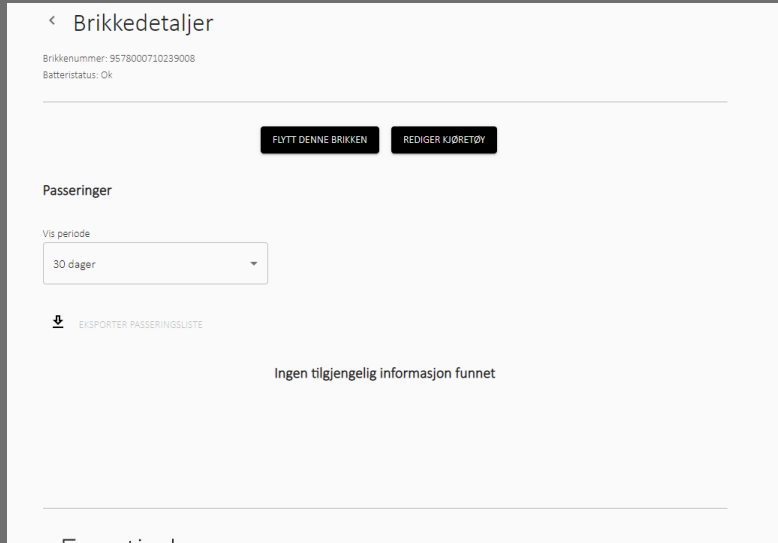 Brikkedetaljer
Brikkenummer: 9578000710239008
Batteristatus: Ok
FLYTT DENNE BRIKKEN REDIGER KJØRETØY
Passeringer
Vis periode
30 dager
EKSPORTER PASSERINGSLISTE
Ingen tilgjengelig informasjon funnet